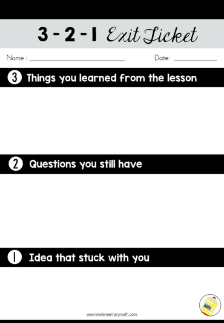 3-2-1 Exit Ticket
Name: Date:
3 Things you learned from the lesson
2 Questions you still have
1 Idea that stuck with you